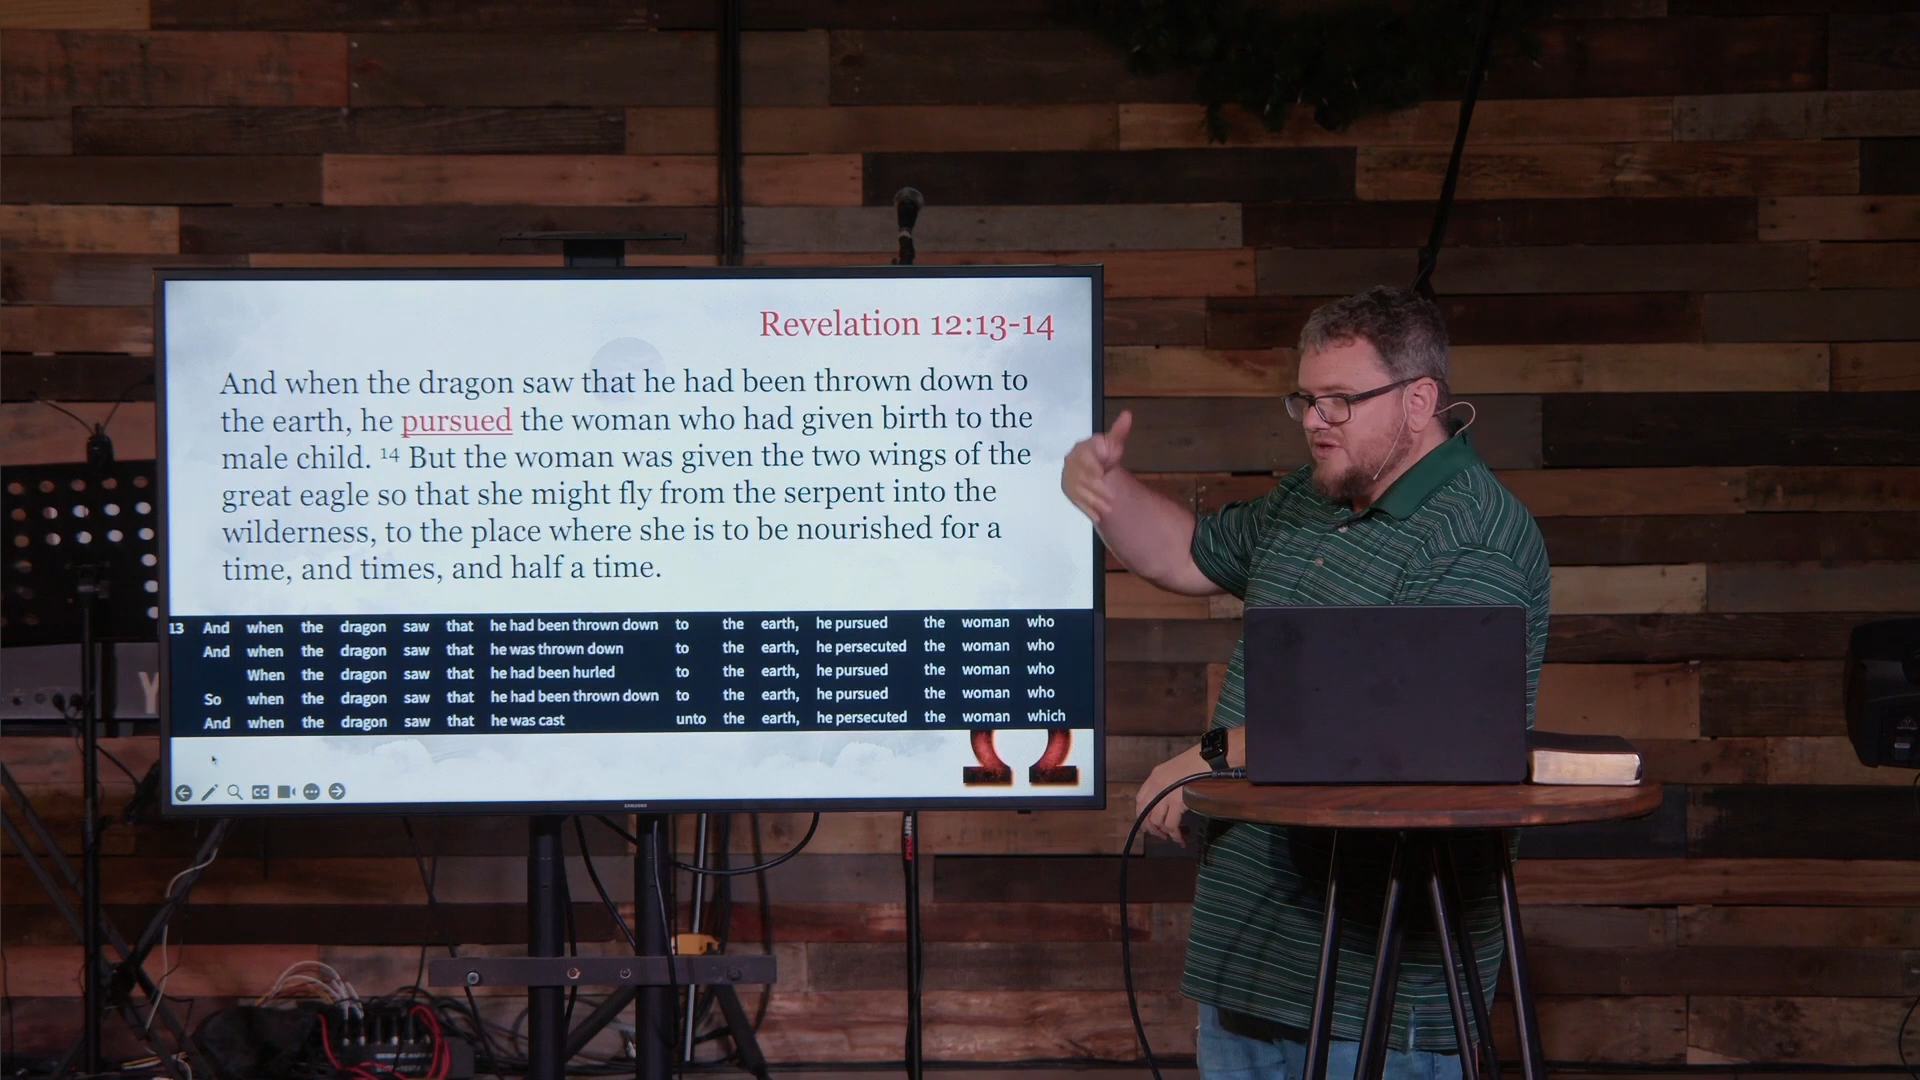 Revelation 12:13-14
And when the dragon saw that he had been thrown down to
the earth, he pursued the woman who had given birth to the
male child. 14 But the woman was given the two wings of the
great eagle so that she might fly from the serpent into the
wilderness, to the place where she is to be nourished for a
time, and times, and half a time.
13 And when the dragon saw that he had been thrown down to the earth, he pursued the woman who
And when the dragon saw that he was thrown down to the earth, he persecuted the woman who
When the dragon saw that he had been hurled to the earth, he pursued the woman who
So when the dragon saw that he had been thrown down to the earth, he pursued the woman who
And when the dragon saw that he was cast unto the earth, he persecuted the woman which
Ω
CC
SAMSUNG